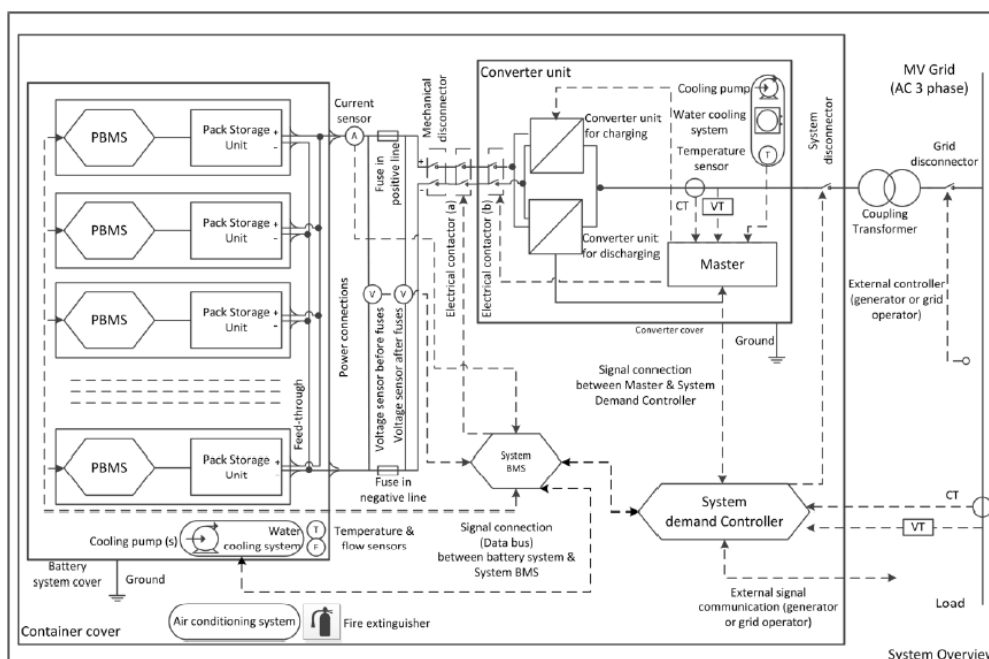 MV Grid
(AC 3 phase)
Converter unit
Cooling pump
Water cooling
system
Temperature
sensor
T
Converter unit
for charging
Converter unit
for discharging
CT
VT
Master
Converter cover
Ground
System
disconnector
Grid
disconnector
Coupling
Transformer
External controller
(generator or grid
operator)
Current
sensor
A
Mechanical
disconnector
Fuse in
positive line
Electrical contactor (a)
Electrical contactor (b)
PBMS
Pack Storage
Unit
+
-
PBMS
Pack Storage
Unit
+
-
PBMS
Pack Storage
Unit
+
-
PBMS
Pack Storage
Unit
+
-
Feed-through
Power connections
V
V
Voltage sensor before fuses
Voltage sensor after fuses
+
-
Fuse in
negative line
Signal connection
between Master & System
Demand Controller
System
BMS
System
demand Controller
CT
VT
Cooling pump (s)
Water
cooling system
T
F
Temperature &
flow sensors
Signal connection
(Data bus)
between battery system &
System BMS
Battery
system cover
Ground
External signal
communication (generator
or grid operator)
Load
Air conditioning system
Fire extinguisher
Container cover
System Overview